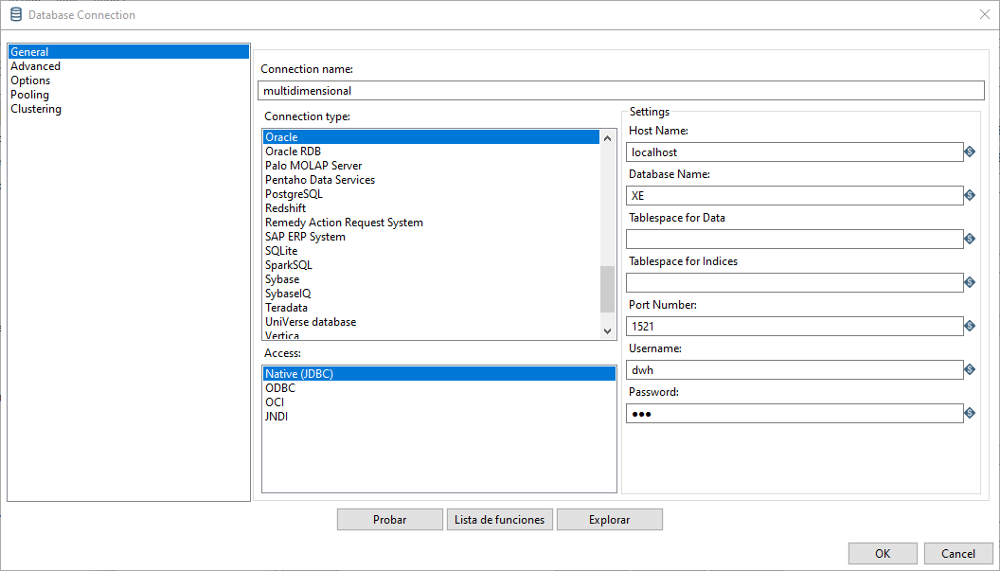 Database Connection
General
Advanced
Options
Pooling
Clustering
Connection name:
multidimensional
Connection type:
Oracle
Oracle RDB
Palo MOLAP Server
Pentaho Data Services
PostgreSQL
Redshift
Remedy Action Request System
SAP ERP System
SQLite
SparkSQL
Sybase
SybaseIQ
Teradata
UniVerse database
Vertica
Access:
Native (JDBC)
ODBC
OCI
JNDI
Settings
Host Name:
localhost
Database Name:
XE
Tablespace for Data
Tablespace for Indices
Port Number:
1521
Username:
dwh
Password:
●●●
Probar
Lista de funciones
Explorar
OK
Cancel